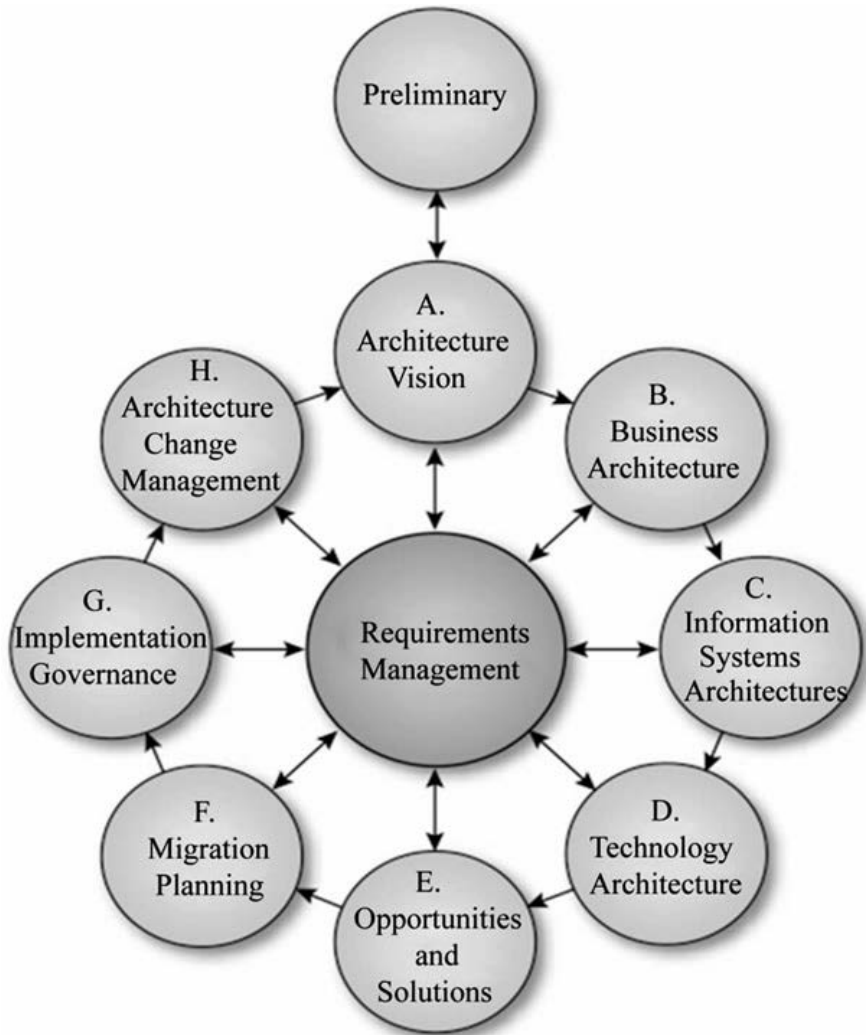 Preliminary
A.
Architecture
Vision
B.
Business
Architecture
C.
Information
Systems
Architectures
D.
Technology
Architecture
E.
Opportunities
and
Solutions
F.
Migration
Planning
G.
Implementation
Governance
H.
Architecture
Change
Management
Requirements
Management